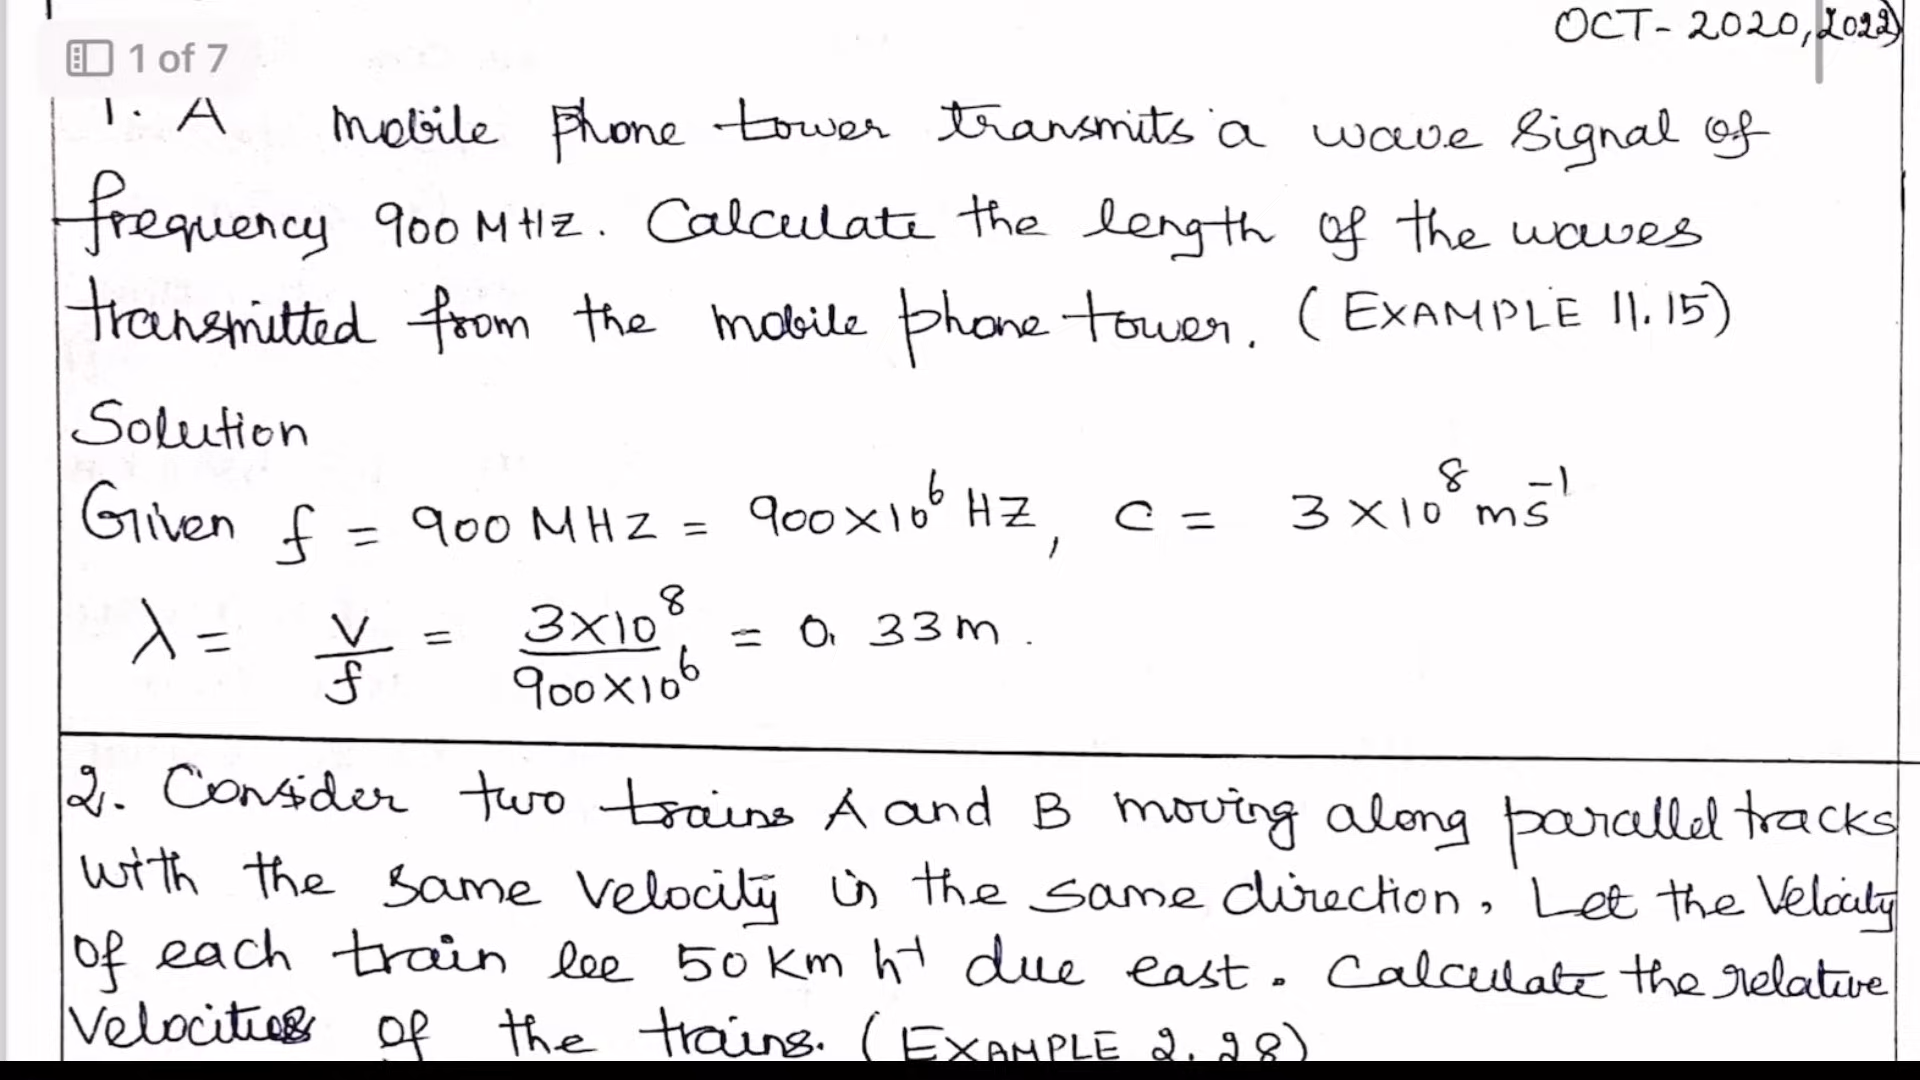 OCT- 2020, 2022)
1 of 7
1. A mobile phone tower transmits a wave signal of
frequency 900 MHZ. Calculate the length of the waves
transmitted from the mobile phone tower. (EXAMPLE 11.15)
Solution
Given f = 900 MHZ = 900×10⁶ HZ, C = 3×10⁸ ms⁻¹
λ = V/f = 3×10⁸/900×10⁶ = 0.33m.
2. Consider two trains A and B moving along parallel tracks
with the same velocity in the same direction. Let the velocity
of each train be 50 Km h⁻¹ due east. Calculate the relative
Velocities of the trains. (EXAMPLE 2.28)